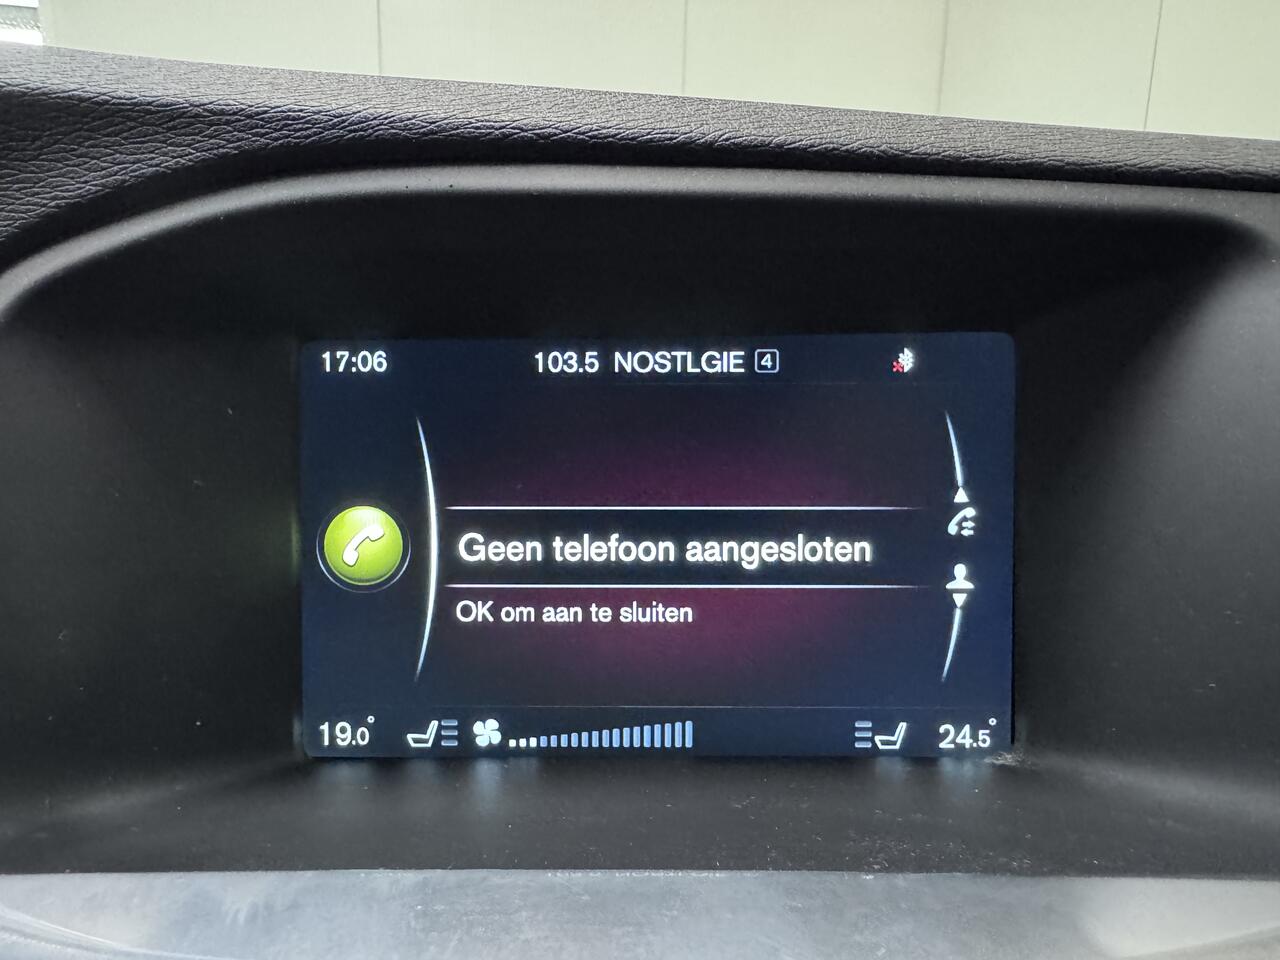 17:06 103.5 NOSTLGIE 4
Geen telefoon aangesloten
OK om aan te sluiten
19.0° 24.5°